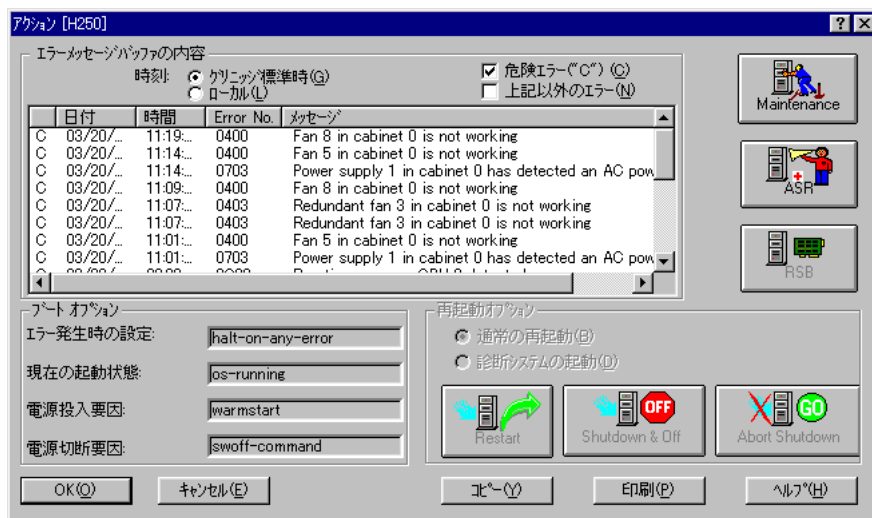 アクション [H250]
エラーメッセージバッファの内容
時刻: グリニッジ標準時(G)
ローカル(L)
危険エラー("C") (C)
上記以外のエラー(N)
日付 時間 Error No. メッセージ
C 03/20/... 11:19:... 0400 Fan 8 in cabinet 0 is not working
C 03/20/... 11:14:... 0400 Fan 5 in cabinet 0 is not working
C 03/20/... 11:14:... 0703 Power supply 1 in cabinet 0 has detected an AC pow
C 03/20/... 11:09:... 0400 Fan 8 in cabinet 0 is not working
C 03/20/... 11:07:... 0403 Redundant fan 3 in cabinet 0 is not working
C 03/20/... 11:07:... 0403 Redundant fan 3 in cabinet 0 is not working
C 03/20/... 11:01:... 0400 Fan 5 in cabinet 0 is not working
C 03/20/... 11:01:... 0703 Power supply 1 in cabinet 0 has detected an AC pow
Maintenance
ASR
RSB
ブート オプション
エラー発生時の設定: halt-on-any-error
現在の起動状態: os-running
電源投入要因: warmstart
電源切断要因: swoff-command
再起動オプション
通常の再起動(B)
診断システムの起動(D)
Restart
OFF
Shutdown & Off
GO
Abort Shutdown
OK(O) キャンセル(E) コピー(Y) 印刷(P) ヘルプ(H)